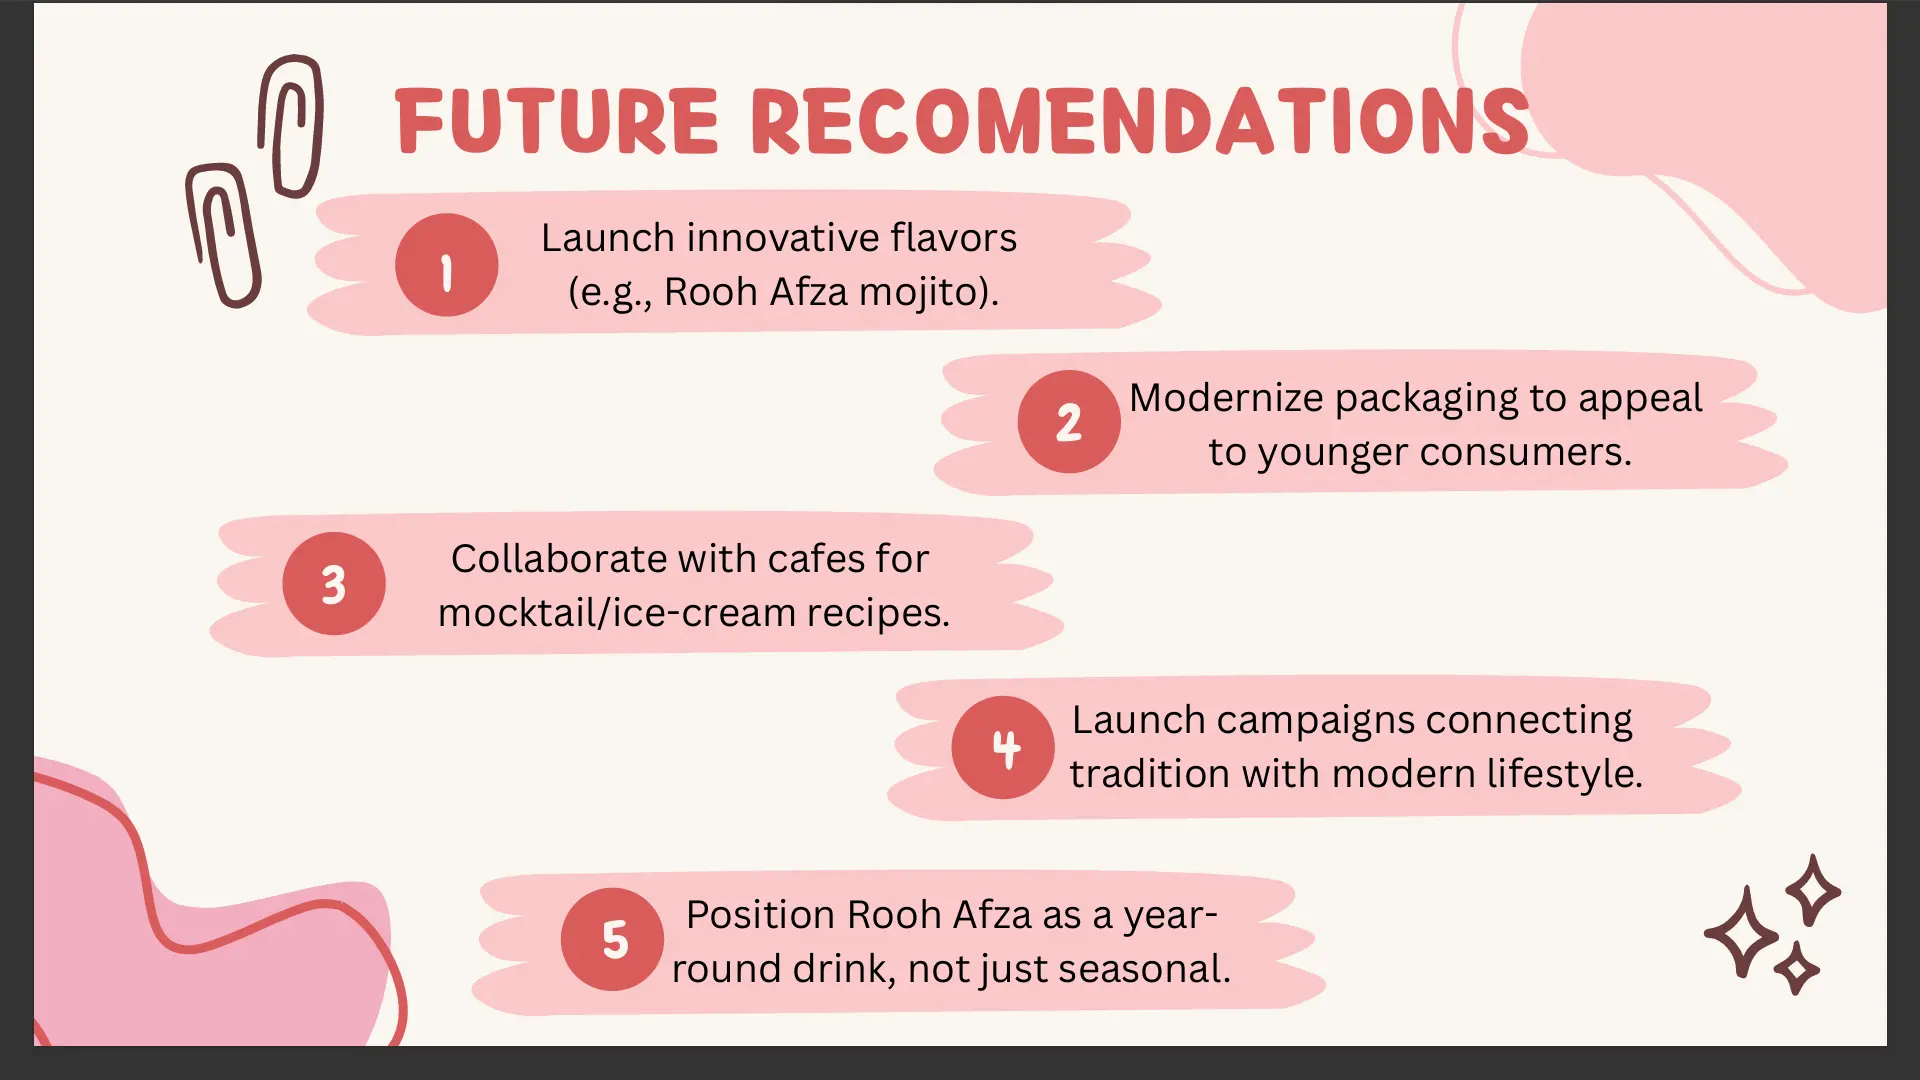 FUTURE RECOMENDATIONS
1
Launch innovative flavors
(e.g., Rooh Afza mojito).
2
Modernize packaging to appeal
to younger consumers.
3
Collaborate with cafes for
mocktail/ice-cream recipes.
4
Launch campaigns connecting
tradition with modern lifestyle.
5
Position Rooh Afza as a year-
round drink, not just seasonal.